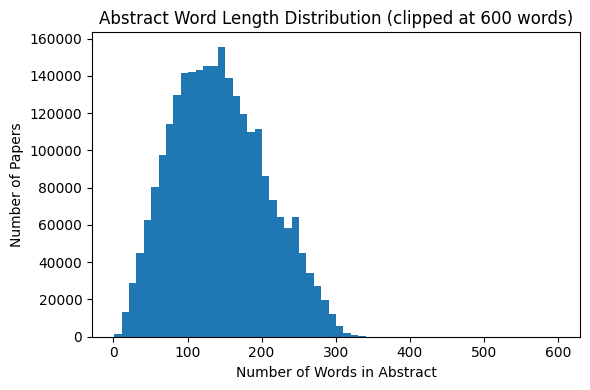 Abstract Word Length Distribution (clipped at 600 words)
160000
140000
120000
100000
80000
60000
40000
20000
0
Number of Papers
0 100 200 300 400 500 600
Number of Words in Abstract